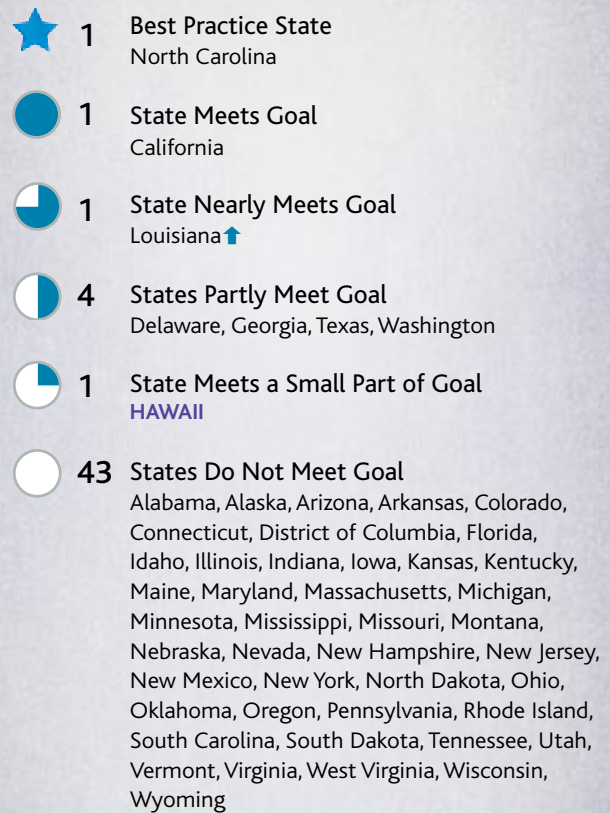 1 Best Practice State
North Carolina
1 State Meets Goal
California
1 State Nearly Meets Goal
Louisiana
4 States Partly Meet Goal
Delaware, Georgia, Texas, Washington
1 State Meets a Small Part of Goal
HAWAII
43 States Do Not Meet Goal
Alabama, Alaska, Arizona, Arkansas, Colorado,
Connecticut, District of Columbia, Florida,
Idaho, Illinois, Indiana, Iowa, Kansas, Kentucky,
Maine, Maryland, Massachusetts, Michigan,
Minnesota, Mississippi, Missouri, Montana,
Nebraska, Nevada, New Hampshire, New Jersey,
New Mexico, New York, North Dakota, Ohio,
Oklahoma, Oregon, Pennsylvania, Rhode Island,
South Carolina, South Dakota, Tennessee, Utah,
Vermont, Virginia, West Virginia, Wisconsin,
Wyoming